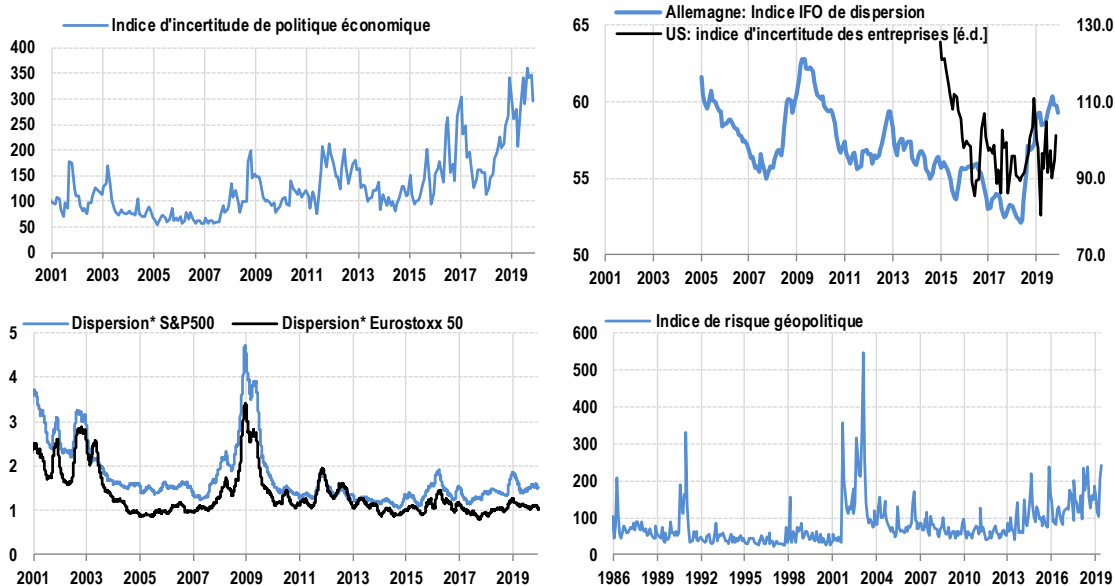 Indice d'incertitude de politique économique
400
350
300
250
200
150
100
50
0
2001 2003 2005 2007 2009 2011 2013 2015 2017 2019
Allemagne: Indice IFO de dispersion
US: indice d'incertitude des entreprises [é.d.]
65 130.0
60 110.0
55 90.0
50 70.0
2001 2003 2005 2007 2009 2011 2013 2015 2017 2019
Dispersion* S&P500 Dispersion* Eurostoxx 50
5
4
3
2
1
0
2001 2003 2005 2007 2009 2011 2013 2015 2017 2019
Indice de risque géopolitique
600
500
400
300
200
100
0
1986 1989 1992 1995 1998 2001 2004 2007 2010 2013 2016 2019